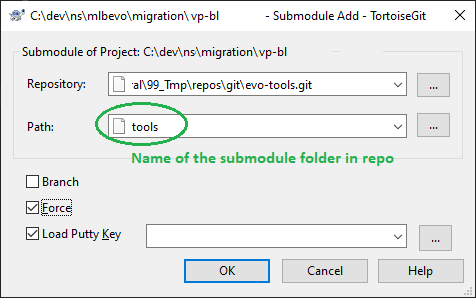 C:\dev\ns\mlbevo\migration\vp-bl - Submodule Add - TortoiseGit
Submodule of Project: C:\dev\ns\migration\vp-bl
Repository: ral\99_Tmp\repos\git\evo-tools.git ...
Path: tools ...
Name of the submodule folder in repo
Branch
Force
Load Putty Key ...
OK Cancel Help